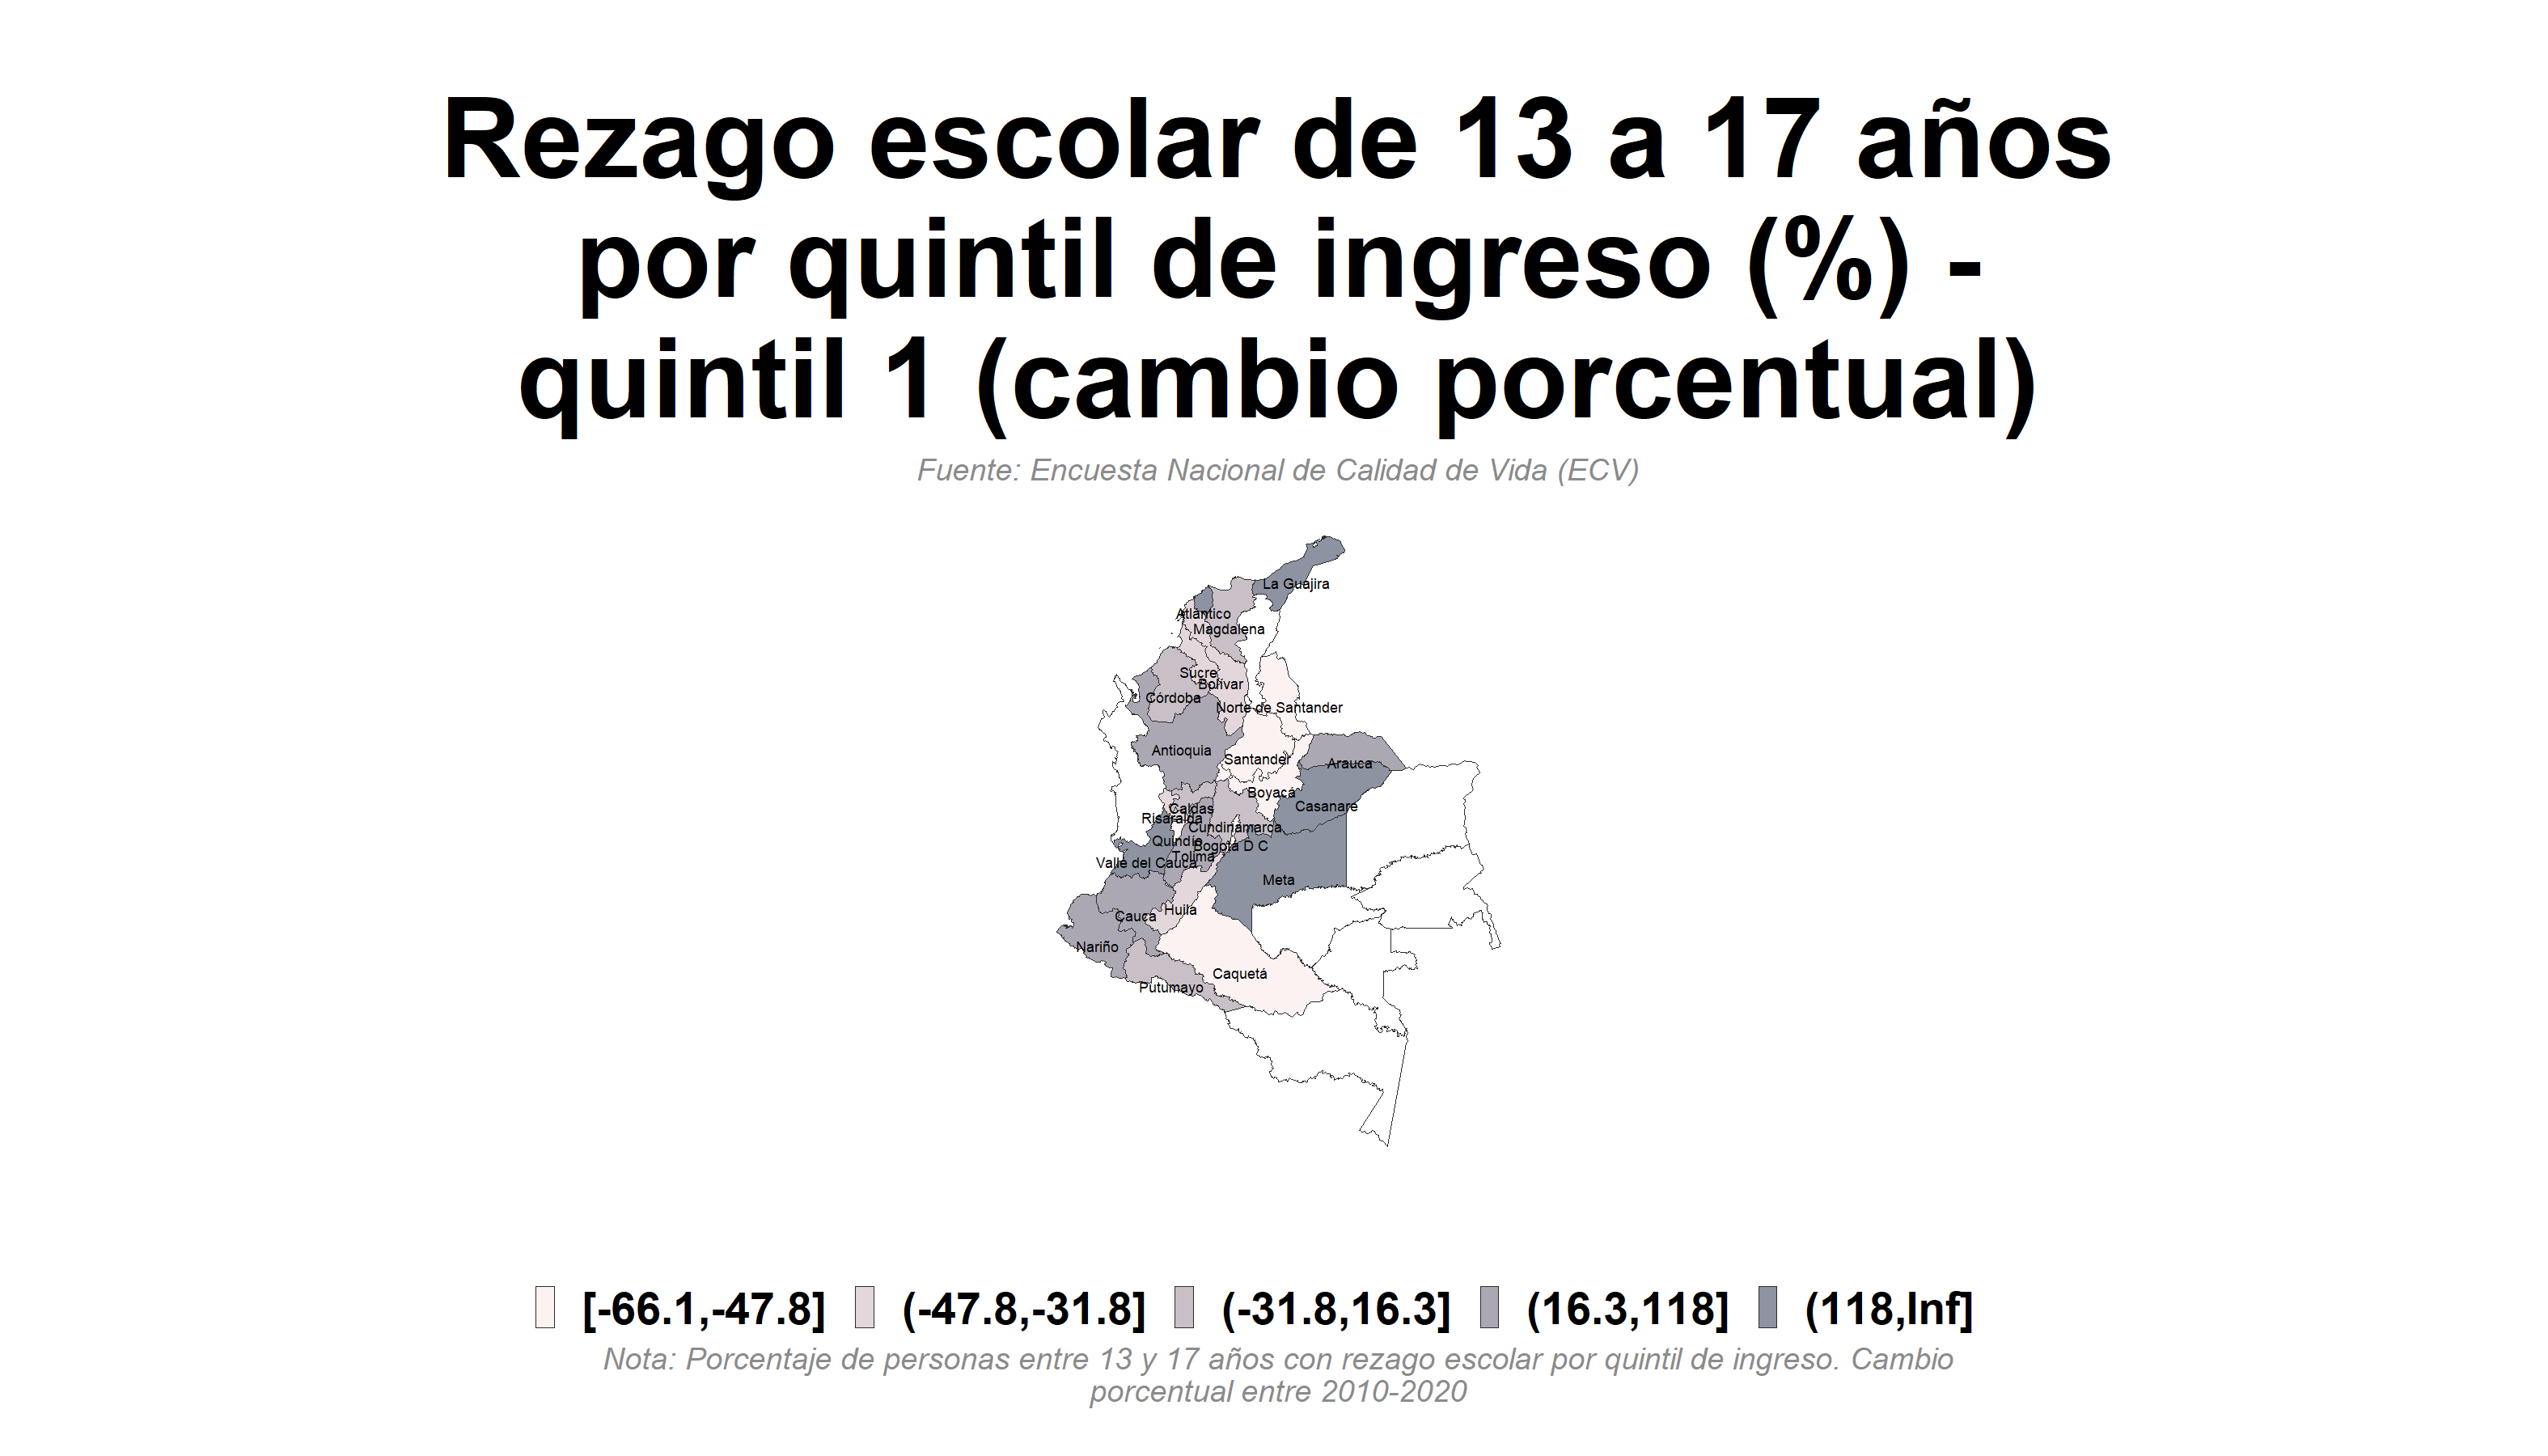 Rezago escolar de 13 a 17 años
por quintil de ingreso (%) -
quintil 1 (cambio porcentual)
Fuente: Encuesta Nacional de Calidad de Vida (ECV)
La Guajira
Atlántico
Magdalena
Sucre
Bolívar
Córdoba
Norte de Santander
Antioquia
Santander
Arauca
Boyacá
Casanare
Caldas
Risaralda
Cundinamarca
Quindío
Bogotá D C
Tolima
Valle del Cauca
Meta
Huila
Cauca
Nariño
Caquetá
Putumayo
[-66.1,-47.8] (-47.8,-31.8] (-31.8,16.3] (16.3,118] (118,Inf]
Nota: Porcentaje de personas entre 13 y 17 años con rezago escolar por quintil de ingreso. Cambio
porcentual entre 2010-2020